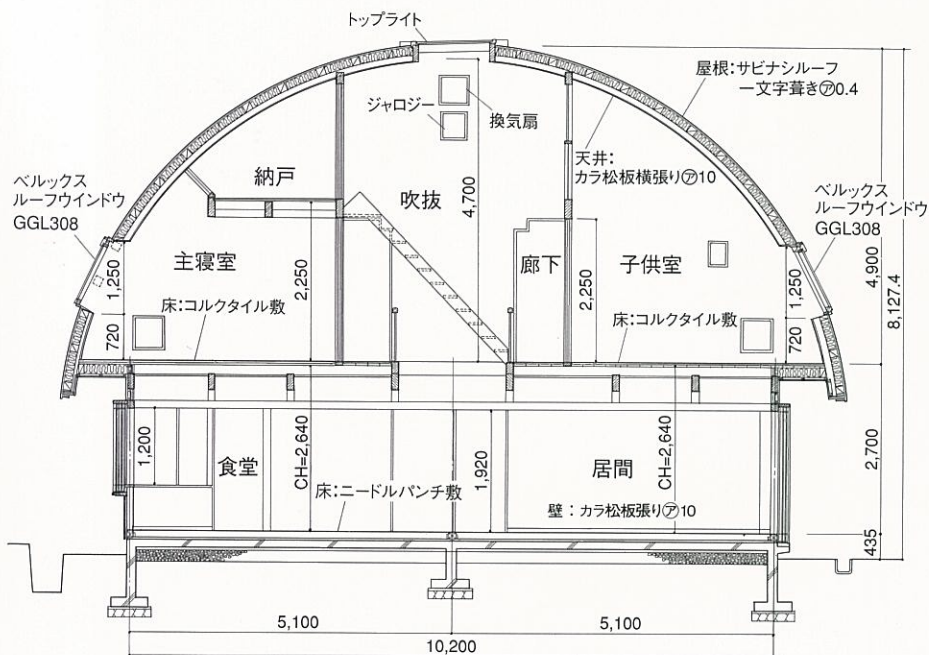 トップライト
屋根:サビナシルーフ
一文字葺き㋐0.4
ジャロジー
換気扇
天井:
カラ松板横張り㋐10
納戸
吹抜
4,700
ベルックス
ルーフウインドウ
GGL308
ベルックス
ルーフウインドウ
GGL308
主寝室
廊下
子供室
1,250
2,250
2,250
1,250
4,900
8,127.4
床:コルクタイル敷
床:コルクタイル敷
720
720
1,200
食堂
CH=2,640
1,920
居間
CH=2,640
2,700
床:ニードルパンチ敷
壁:カラ松板張り㋐10
435
5,100
5,100
10,200